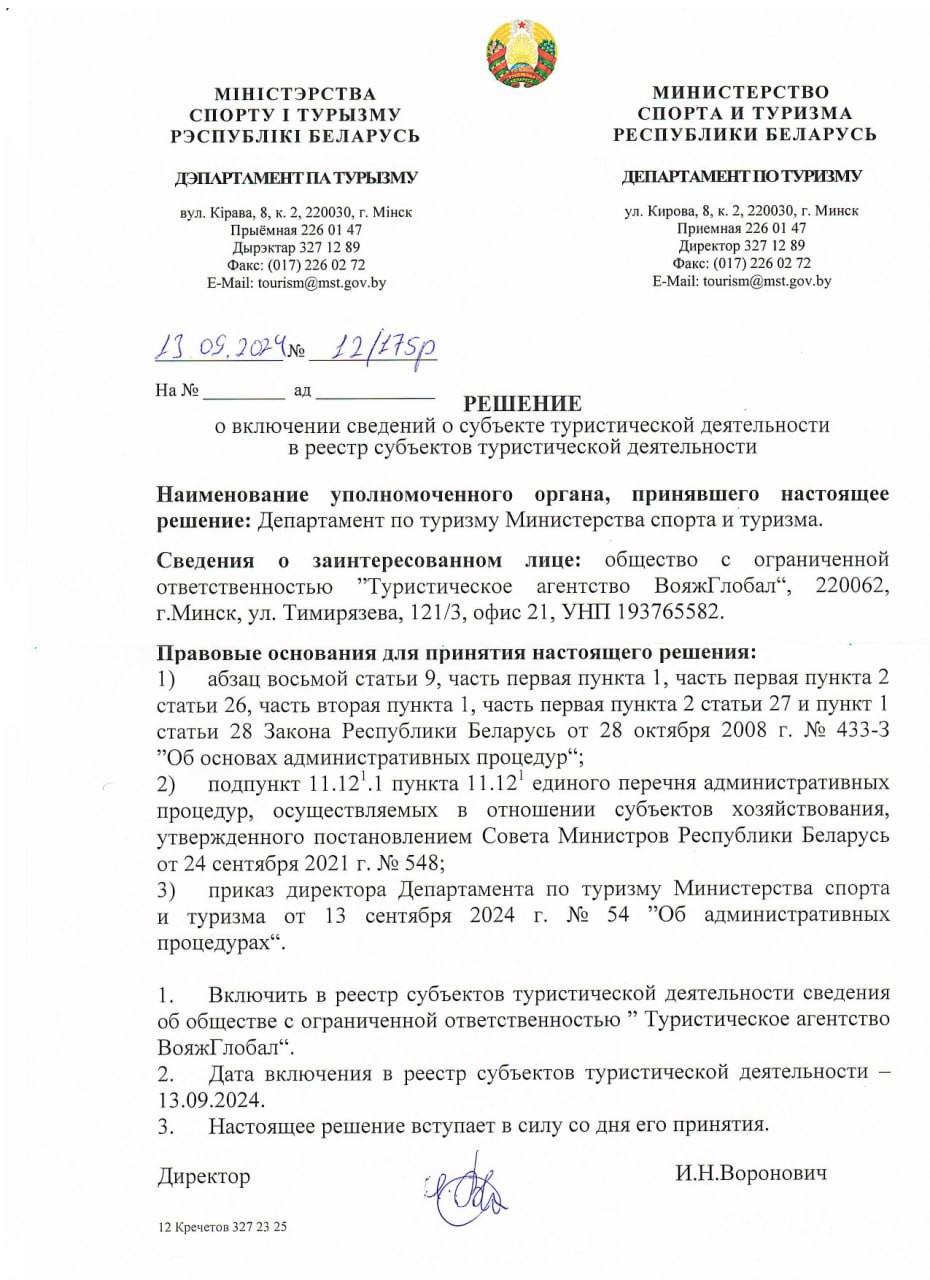 МІНІСТЭРСТВА
СПОРТУ І ТУРЫЗМУ
РЭСПУБЛІКІ БЕЛАРУСЬ
ДЭПАРТАМЕНТ ПА ТУРЫЗМУ
вул. Кірава, 8, к. 2, 220030, г. Мінск
Прыёмная 226 01 47
Дырэктар 327 12 89
Факс: (017) 226 02 72
E-Mail: tourism@mst.gov.by
МИНИСТЕРСТВО
СПОРТА И ТУРИЗМА
РЕСПУБЛИКИ БЕЛАРУСЬ
ДЕПАРТАМЕНТ ПО ТУРИЗМУ
ул. Кирова, 8, к. 2, 220030, г. Минск
Приемная 226 01 47
Директор 327 12 89
Факс: (017) 226 02 72
E-Mail: tourism@mst.gov.by
13 09.2024 № 12/175р
На № ад
РЕШЕНИЕ
о включении сведений о субъекте туристической деятельности
в реестр субъектов туристической деятельности
Наименование уполномоченного органа, принявшего настоящее
решение: Департамент по туризму Министерства спорта и туризма.
Сведения о заинтересованном лице: общество с ограниченной
ответственностью ”Туристическое агентство ВояжГлобал“, 220062,
г.Минск, ул. Тимирязева, 121/3, офис 21, УНП 193765582.
Правовые основания для принятия настоящего решения:
1) абзац восьмой статьи 9, часть первая пункта 1, часть первая пункта 2
статьи 26, часть вторая пункта 1, часть первая пункта 2 статьи 27 и пункт 1
статьи 28 Закона Республики Беларусь от 28 октября 2008 г. № 433-З
”Об основах административных процедур“;
2) подпункт 11.12¹.1 пункта 11.12¹ единого перечня административных
процедур, осуществляемых в отношении субъектов хозяйствования,
утвержденного постановлением Совета Министров Республики Беларусь
от 24 сентября 2021 г. № 548;
3) приказ директора Департамента по туризму Министерства спорта
и туризма от 13 сентября 2024 г. № 54 ”Об административных
процедурах“.
1. Включить в реестр субъектов туристической деятельности сведения
об обществе с ограниченной ответственностью ” Туристическое агентство
ВояжГлобал“.
2. Дата включения в реестр субъектов туристической деятельности –
13.09.2024.
3. Настоящее решение вступает в силу со дня его принятия.
Директор И.Н.Воронович
12 Кречетов 327 23 25